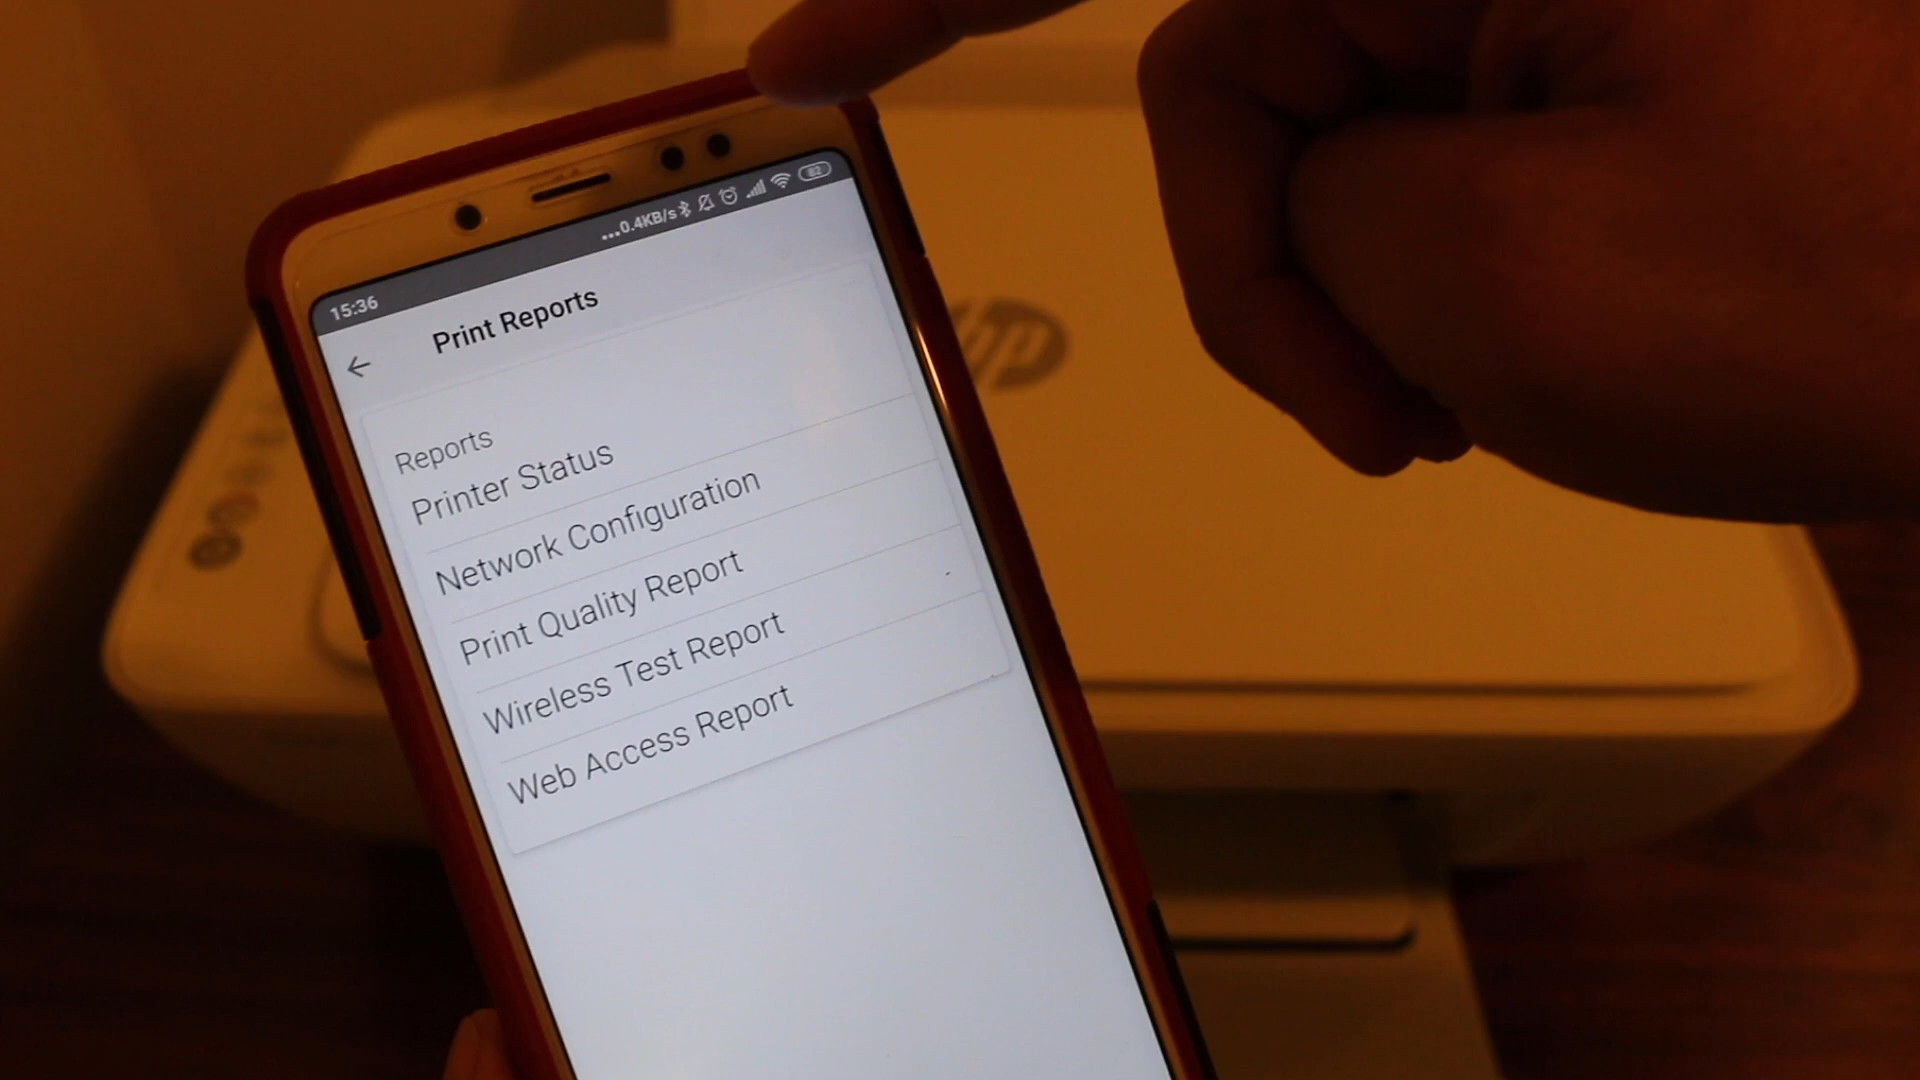 ...0.4KB/s 82
15:36
Print Reports
Reports
Printer Status
Network Configuration
Print Quality Report
Wireless Test Report
Web Access Report
hp